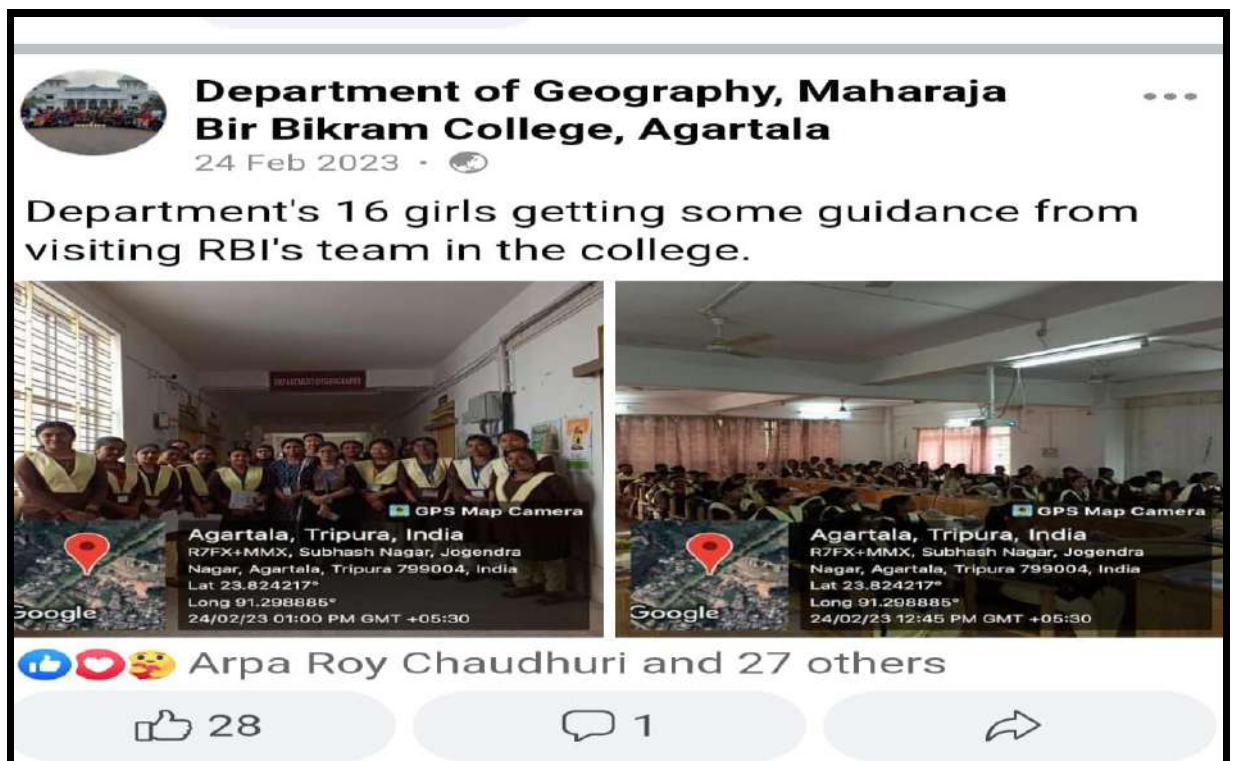 Department of Geography, Maharaja
Bir Bikram College, Agartala
24 Feb 2023 ·
Department's 16 girls getting some guidance from
visiting RBI's team in the college.
DEPARTMENT OF GEOGRAPHY
GPS Map Camera
Agartala, Tripura, India
R7FX+MMX, Subhash Nagar, Jogendra
Nagar, Agartala, Tripura 799004, India
Lat 23.824217°
Long 91.298885°
24/02/23 01:00 PM GMT +05:30
Google
GPS Map Camera
Agartala, Tripura, India
R7FX+MMX, Subhash Nagar, Jogendra
Nagar, Agartala, Tripura 799004, India
Lat 23.824217°
Long 91.298885°
24/02/23 12:45 PM GMT +05:30
Google
Arpa Roy Chaudhuri and 27 others
28
1